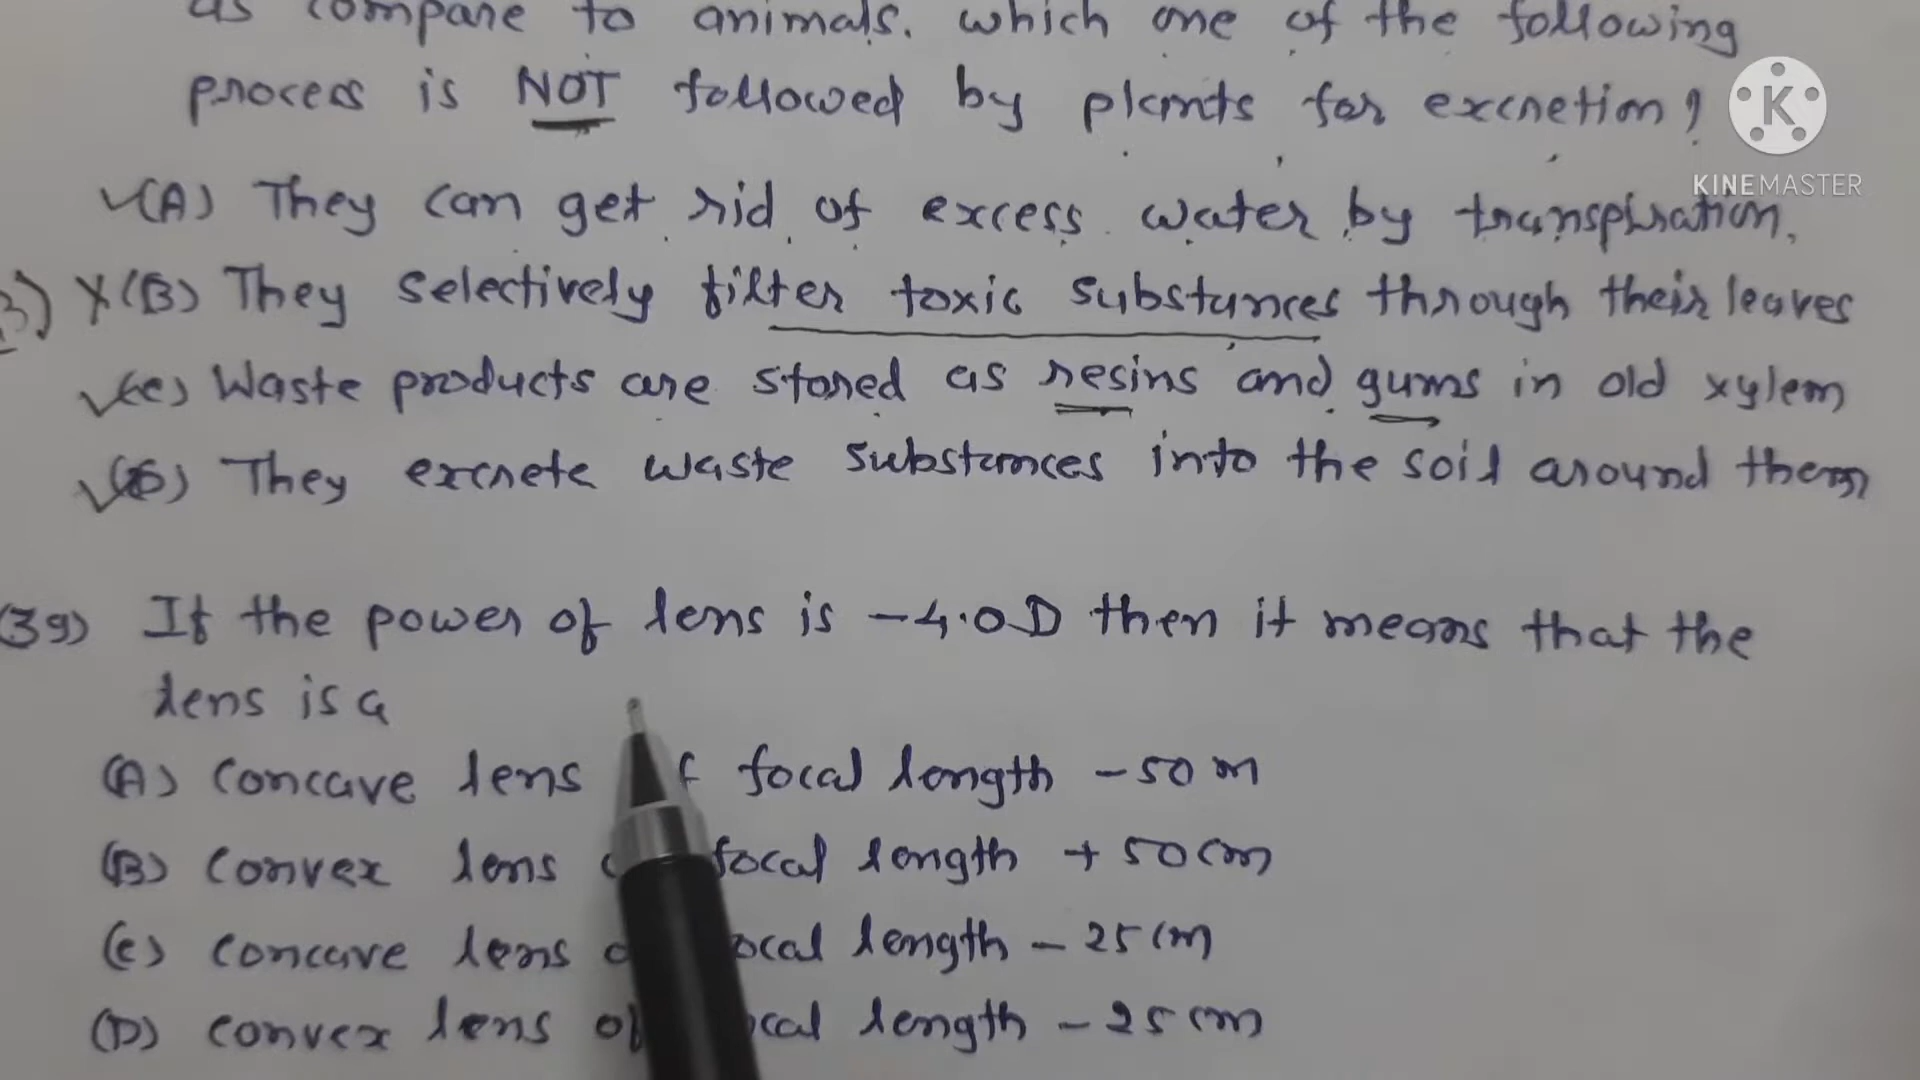 as compare to animals. which one of the following
process is NOT followed by plants for excretion?
K
KINEMASTER
(A) They can get rid of excess water by transpiration.
3) X (B) They selectively filter toxic substances through their leaves
(C) Waste products are stored as resins and gums in old xylem
(D) They excrete waste substances into the soil around them
(39) If the power of lens is -4.0D then it means that the
lens is a
(A) concave lens f focal length -50 m
(B) convex lens focal length + 50 cm
(C) concave lens o ocal length - 25 cm
(D) convex lens of cal length - 25 cm